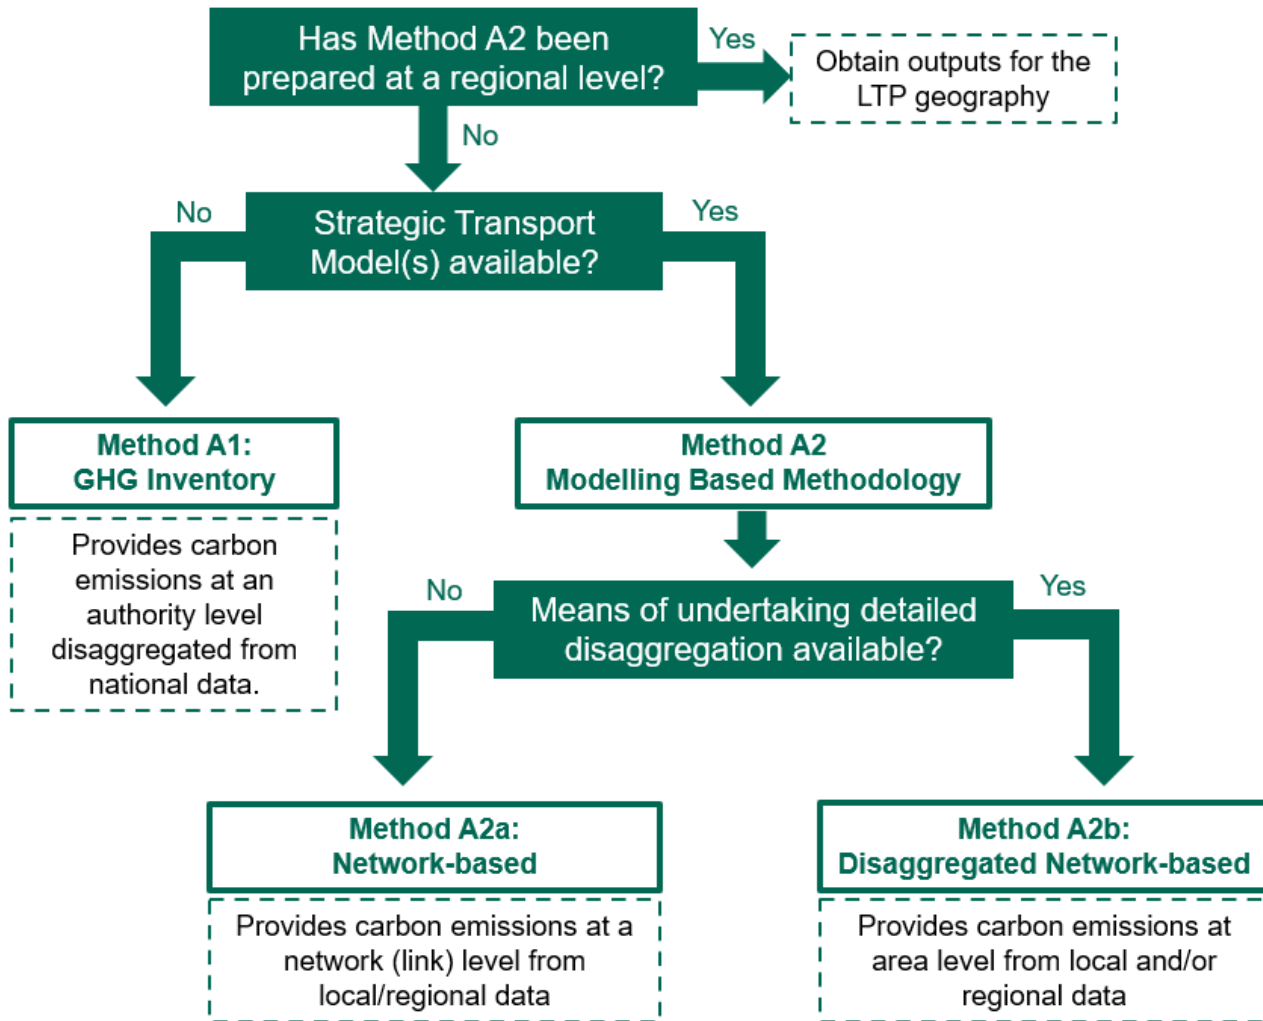 Has Method A2 been
prepared at a regional level?
Yes
Obtain outputs for the
LTP geography
No
No
Strategic Transport
Model(s) available?
Yes
Method A1:
GHG Inventory
Provides carbon
emissions at an
authority level
disaggregated from
national data.
Method A2
Modelling Based Methodology
No
Means of undertaking detailed
disaggregation available?
Yes
Method A2a:
Network-based
Provides carbon emissions at a
network (link) level from
local/regional data
Method A2b:
Disaggregated Network-based
Provides carbon emissions at
area level from local and/or
regional data